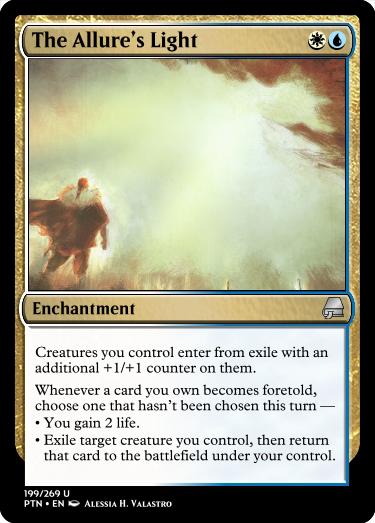 The Allure's Light
Enchantment
Creatures you control enter from exile with an
additional +1/+1 counter on them.
Whenever a card you own becomes foretold,
choose one that hasn't been chosen this turn —
• You gain 2 life.
• Exile target creature you control, then return
that card to the battlefield under your control.
199/269 U
PTN • EN Alessia H. Valastro